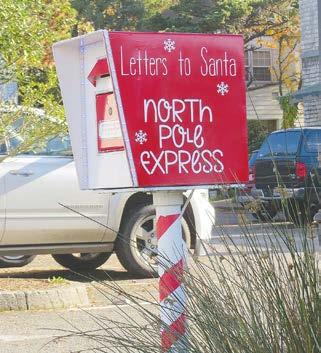 Letters to Santa
NORTH
POLE
EXPRESS